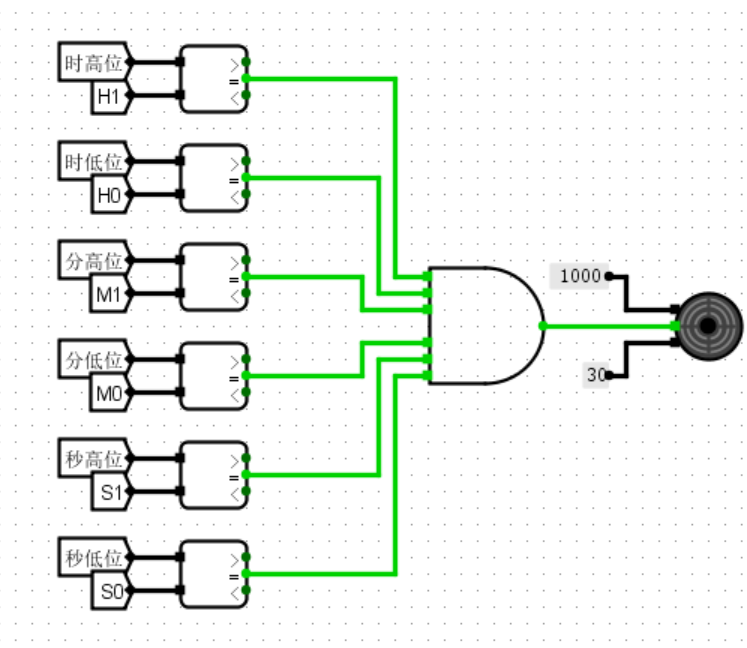 时高位
H1
> = <
时低位
H0
> = <
分高位
M1
> = <
分低位
M0
> = <
秒高位
S1
> = <
秒低位
S0
> = <
1000
30